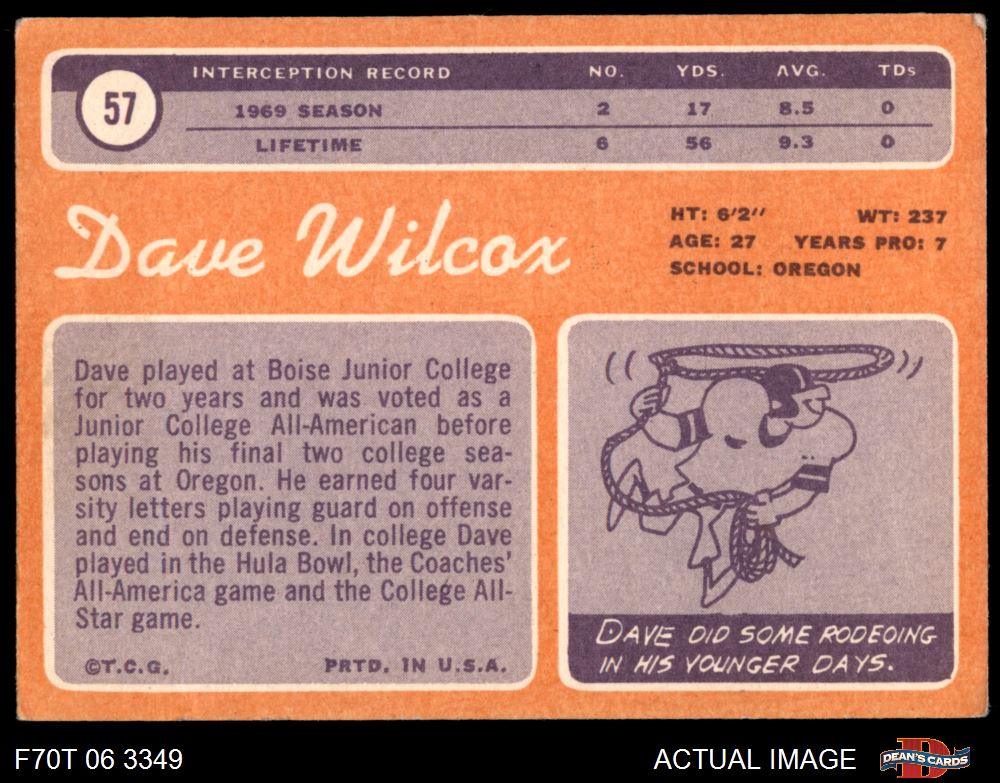 57
INTERCEPTION RECORD NO. YDS. AVG. TDs
1969 SEASON 2 17 8.5 0
LIFETIME 6 56 9.3 0
Dave Wilcox
HT: 6'2'' WT: 237
AGE: 27 YEARS PRO: 7
SCHOOL: OREGON
Dave played at Boise Junior College
for two years and was voted as a
Junior College All-American before
playing his final two college sea-
sons at Oregon. He earned four var-
sity letters playing guard on offense
and end on defense. In college Dave
played in the Hula Bowl, the Coaches'
All-America game and the College All-
Star game.
©T.C.G. PRTD. IN U.S.A.
DAVE DID SOME RODEOING
IN HIS YOUNGER DAYS.
F70T 06 3349
ACTUAL IMAGE
D
DEAN'S CARDS